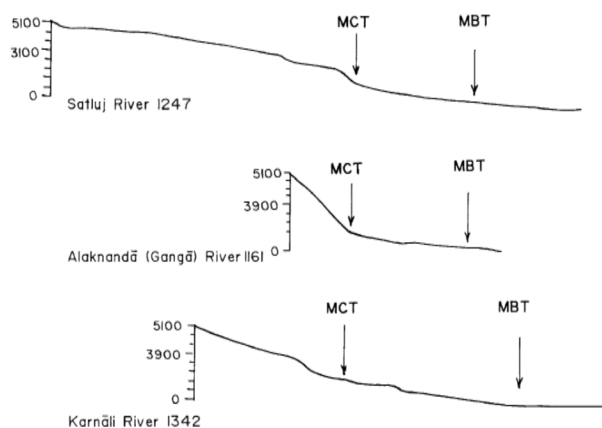 5100
3100
0
MCT
MBT
Satluj River 1247
5100
3900
0
MCT
MBT
Alaknandā (Gangā) River 1161
5100
3900
0
MCT
MBT
Karnāli River 1342